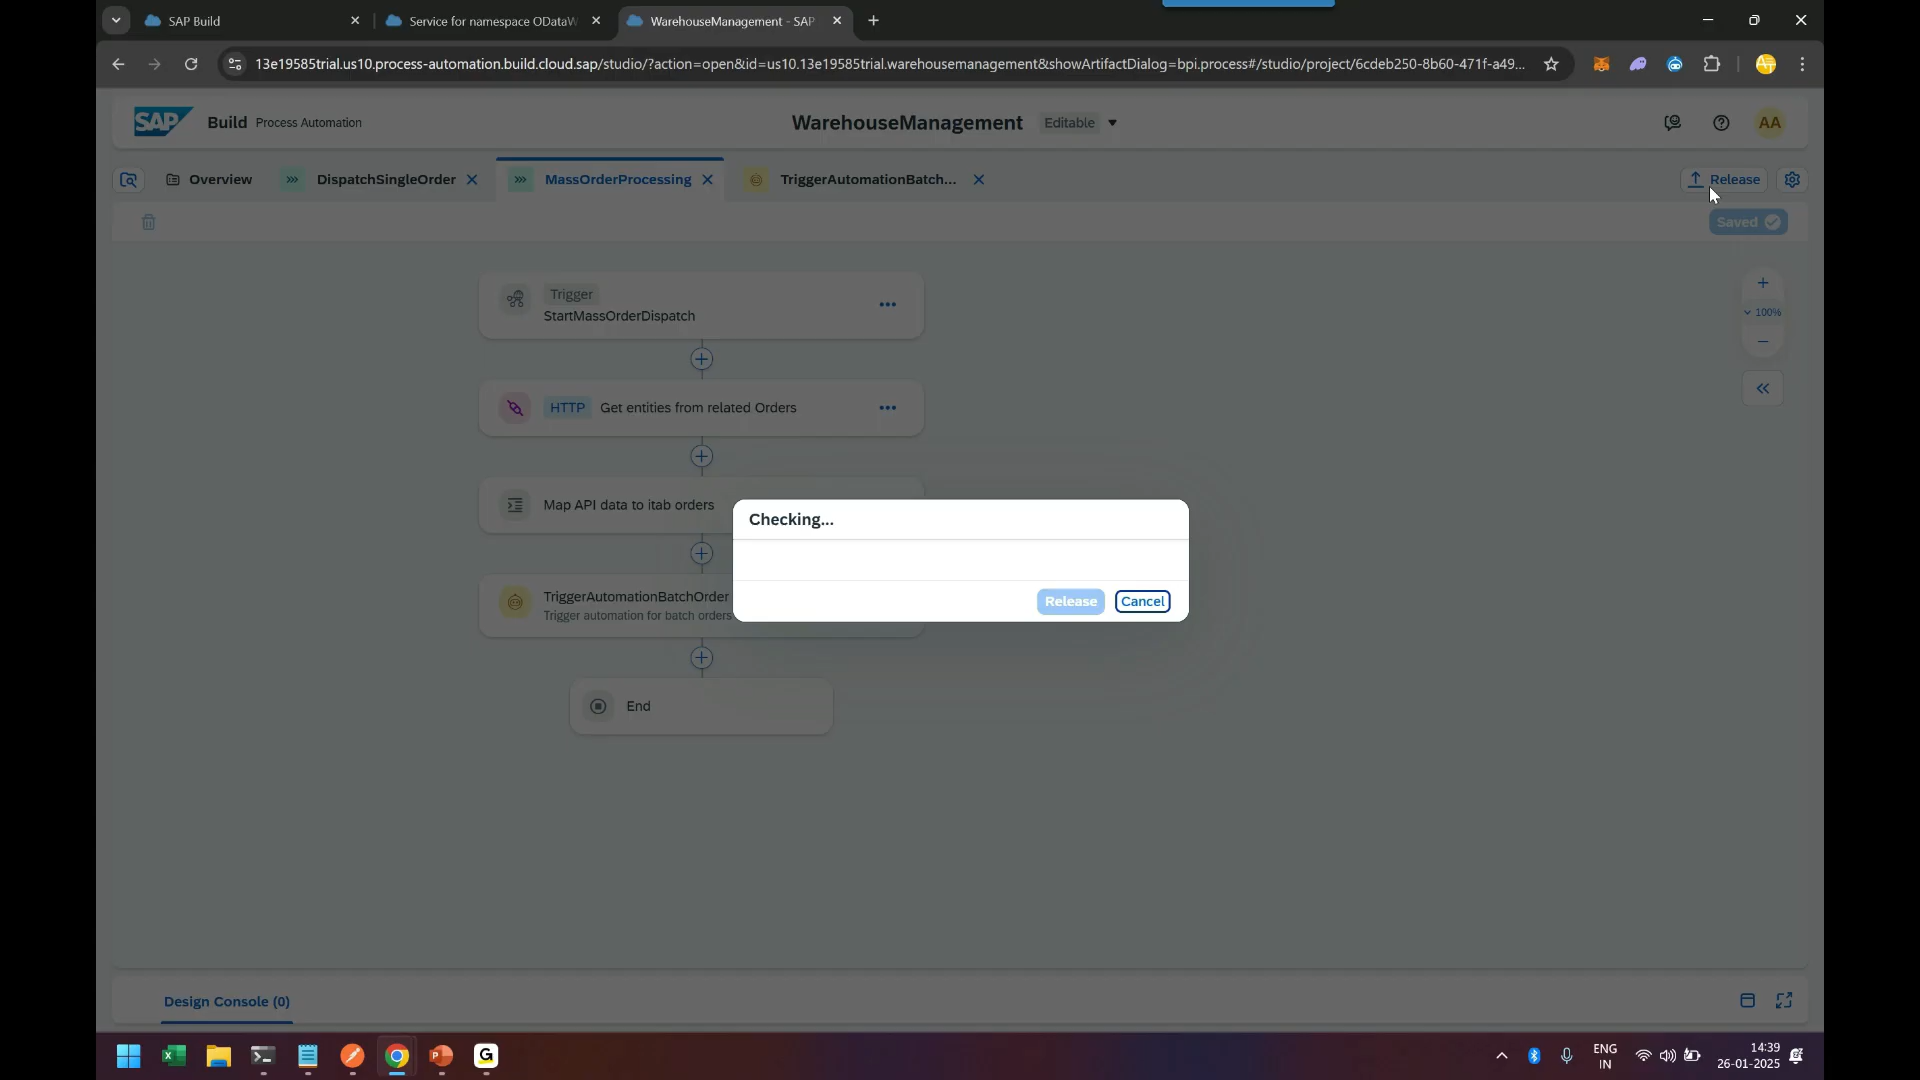 SAP Build
Service for namespace ODataW
WarehouseManagement - SAP
13e19585trial.us10.process-automation.build.cloud.sap/studio/?action=open&id=us10.13e19585trial.warehousemanagement&showArtifactDialog=bpi.process#/studio/project/6cdeb250-8b60-471f-a49...
SAP Build Process Automation
WarehouseManagement Editable
AA
Overview
DispatchSingleOrder
MassOrderProcessing
TriggerAutomationBatch...
Release
Saved
Trigger
StartMassOrderDispatch
100%
HTTP Get entities from related Orders
Map API data to itab orders
Checking...
TriggerAutomationBatchOrder
Trigger automation for batch orders
Release
Cancel
End
Design Console (0)
ENG
IN
14:39
26-01-2025